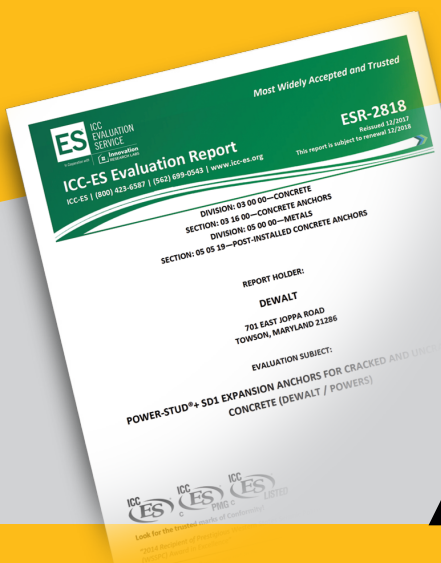 Most Widely Accepted and Trusted
ES
ICC
EVALUATION
SERVICE
Innovation
RESEARCH LABS
ICC-ES Evaluation Report
ESR-2818
ICC-ES | (800) 423-6587 | (562) 699-0543 | www.icc-es.org
Reissued 12/2017
This report is subject to renewal 12/2018
DIVISION: 03 00 00—CONCRETE
SECTION: 03 16 00—CONCRETE ANCHORS
DIVISION: 05 00 00—METALS
SECTION: 05 05 19—POST-INSTALLED CONCRETE ANCHORS
REPORT HOLDER:
DEWALT
701 EAST JOPPA ROAD
TOWSON, MARYLAND 21286
EVALUATION SUBJECT:
POWER-STUD®+ SD1 EXPANSION ANCHORS FOR CRACKED AND
CONCRETE (DEWALT / POWERS)
ICC ES C
ICC ES PMG C
ICC ES LISTED
Look for the trusted marks of